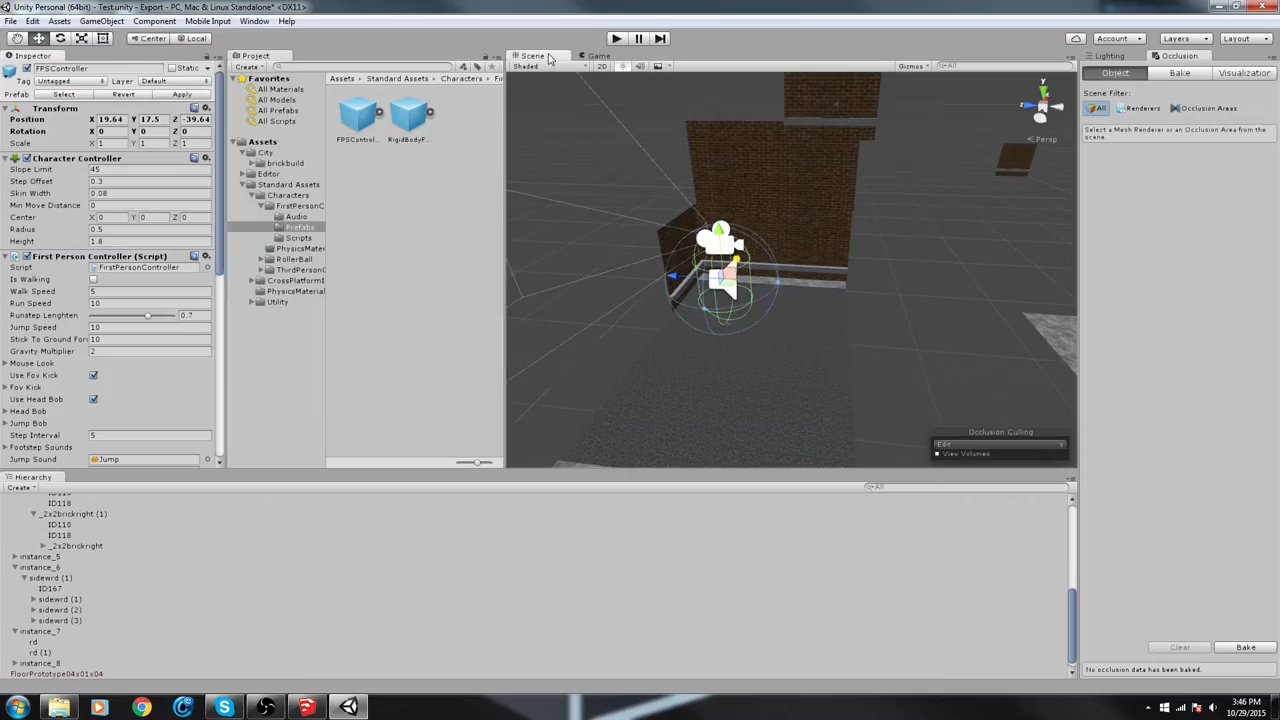 Unity Personal (64bit) - Test.unity - Export - PC, Mac & Linux Standalone* <DX11>
File Edit Assets GameObject Component Mobile Input Window Help
Center Local Account Layers Layout
Inspector
FPSController Static
Tag Untagged Layer Default
Prefab Select Revert Apply
Transform
Position X 19.64 Y 17.5 Z -39.64
Rotation X 0 Y 0 Z 0
Scale X 1 Y 1 Z 1
Character Controller
Slope Limit 45
Step Offset 0.3
Skin Width 0.08
Min Move Distance 0
Center X 0 Y 0 Z 0
Radius 0.5
Height 1.8
First Person Controller (Script)
Script FirstPersonController
Is Walking
Walk Speed 5
Run Speed 10
Runstep Lenghten 0.7
Jump Speed 10
Stick To Ground For 10
Gravity Multiplier 2
Mouse Look
Use Fov Kick
Fov Kick
Use Head Bob
Head Bob
Jump Bob
Step Interval 5
Footstep Sounds
Jump Sound Jump
Project
Create
Favorites
All Materials
All Models
All Prefabs
All Scripts
Assets
City
brickbuild
Editor
Standard Assets
Characters
FirstPersonC
Audio
Prefabs
Scripts
PhysicsMater
RollerBall
ThirdPersonC
CrossPlatformI
PhysicsMaterial
Utility
Assets Standard Assets Characters Fir
FPSControl... RigidBodyF...
Scene Game
Shaded 2D Gizmos All
y
z
Persp
Occlusion Culling
Edit
View Volumes
Lighting Occlusion
Object Bake Visualization
Scene Filter:
All Renderers Occlusion Areas
Select a Mesh Renderer or an Occlusion Area from the
scene.
Clear Bake
No occlusion data has been baked.
Hierarchy
Create All
ID118
_2x2brickright (1)
ID110
ID118
_2x2brickright
instance_5
instance_6
sidewrd (1)
ID167
sidewrd (1)
sidewrd (2)
sidewrd (3)
instance_7
rd
rd (1)
instance_8
FloorPrototype04x01x04
3:46 PM
10/29/2015